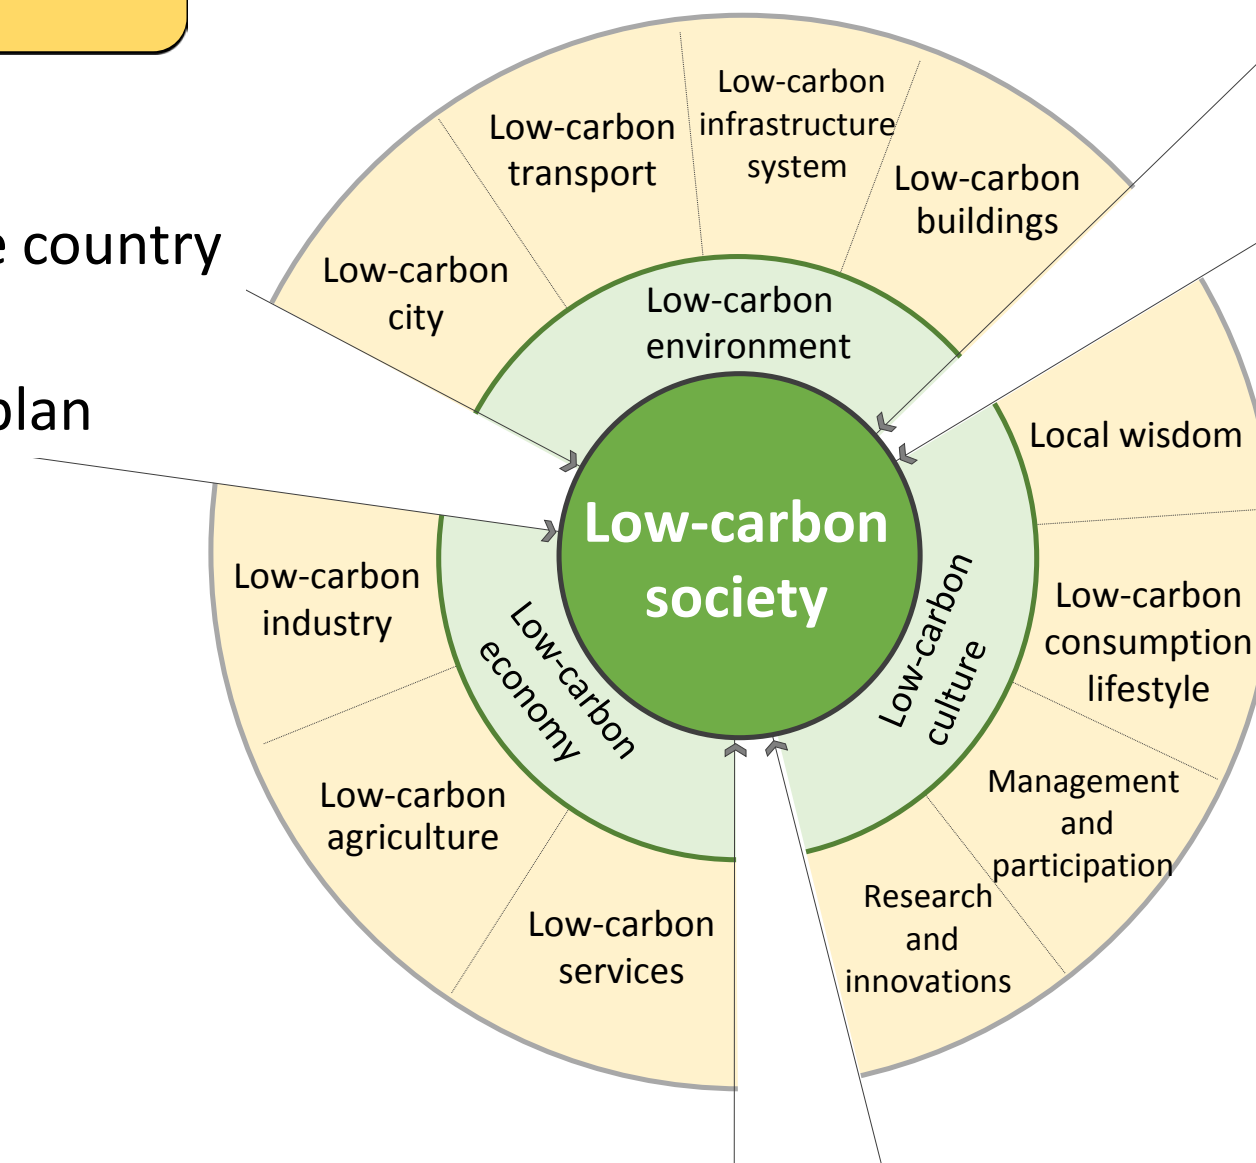 Low-carbon
infrastructure
system
Low-carbon
transport
Low-carbon
buildings
country
Low-carbon
city
Low-carbon
environment
plan
Local wisdom
Low-carbon
society
Low-carbon
industry
Low-carbon
economy
Low-carbon
culture
Low-carbon
consumption
lifestyle
Low-carbon
agriculture
Management
and
participation
Low-carbon
services
Research
and
innovations